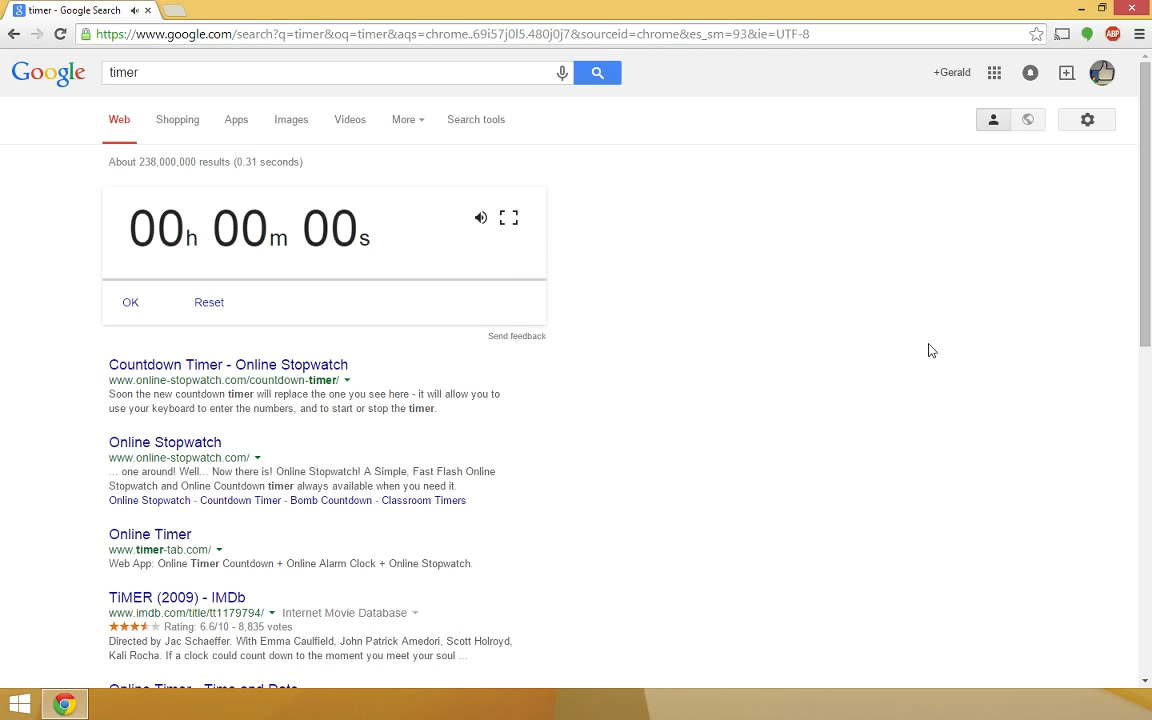 timer - Google Search
https://www.google.com/search?q=timer&oq=timer&aqs=chrome..69i57j0l5.480j0j7&sourceid=chrome&es_sm=93&ie=UTF-8
ABP
Google
timer
+Gerald
Web Shopping Apps Images Videos More Search tools
About 238,000,000 results (0.31 seconds)
00h 00m 00s
OK Reset
Send feedback
Countdown Timer - Online Stopwatch
www.online-stopwatch.com/countdown-timer/
Soon the new countdown timer will replace the one you see here - it will allow you to
use your keyboard to enter the numbers, and to start or stop the timer.
Online Stopwatch
www.online-stopwatch.com/
... one around! Well... Now there is! Online Stopwatch! A Simple, Fast Flash Online
Stopwatch and Online Countdown timer always available when you need it.
Online Stopwatch - Countdown Timer - Bomb Countdown - Classroom Timers
Online Timer
www.timer-tab.com/
Web App: Online Timer Countdown + Online Alarm Clock + Online Stopwatch.
TiMER (2009) - IMDb
www.imdb.com/title/tt1179794/ Internet Movie Database
Rating: 6.6/10 - 8,835 votes
Directed by Jac Schaeffer. With Emma Caulfield, John Patrick Amedori, Scott Holroyd,
Kali Rocha. If a clock could count down to the moment you meet your soul ...
Online Timer - Time and Date